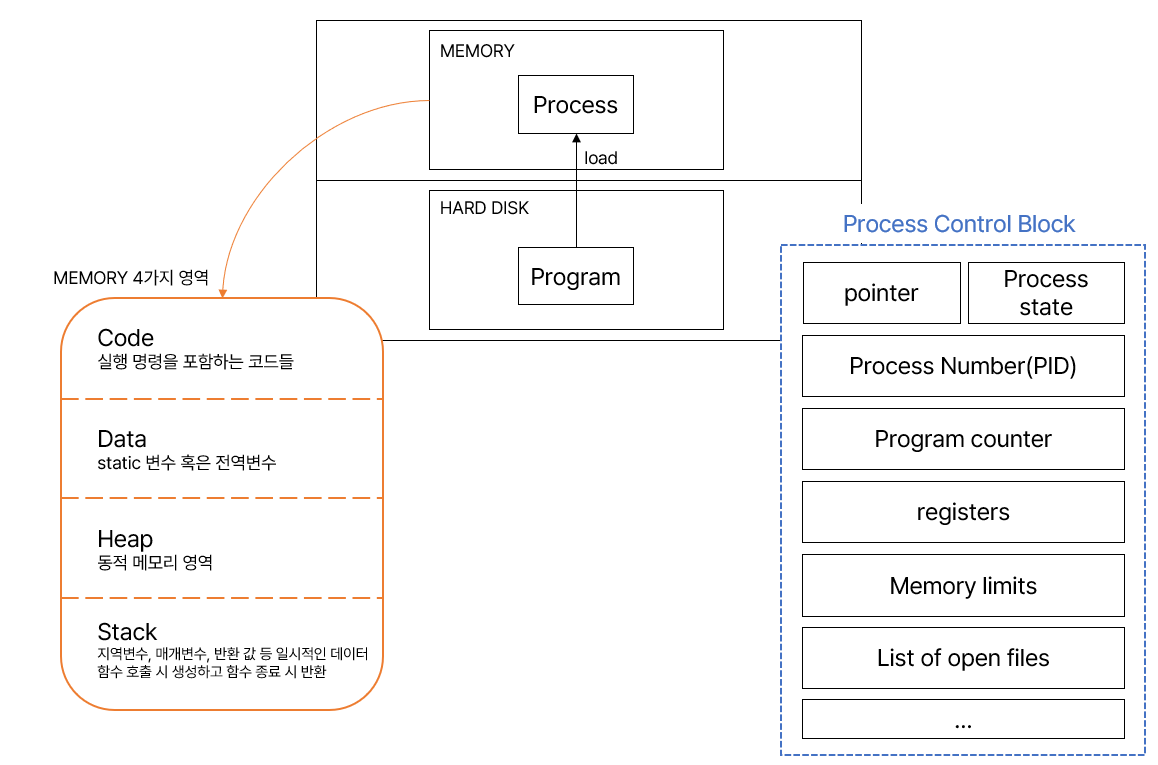 MEMORY
Process
load
HARD DISK
Program
MEMORY 4가지 영역
Code
실행 명령을 포함하는 코드들
Data
static 변수 혹은 전역변수
Heap
동적 메모리 영역
Stack
지역변수, 매개변수, 반환 값 등 일시적인 데이터
함수 호출 시 생성하고 함수 종료 시 반환
Process Control Block
pointer
Process
state
Process Number(PID)
Program counter
registers
Memory limits
List of open files
...